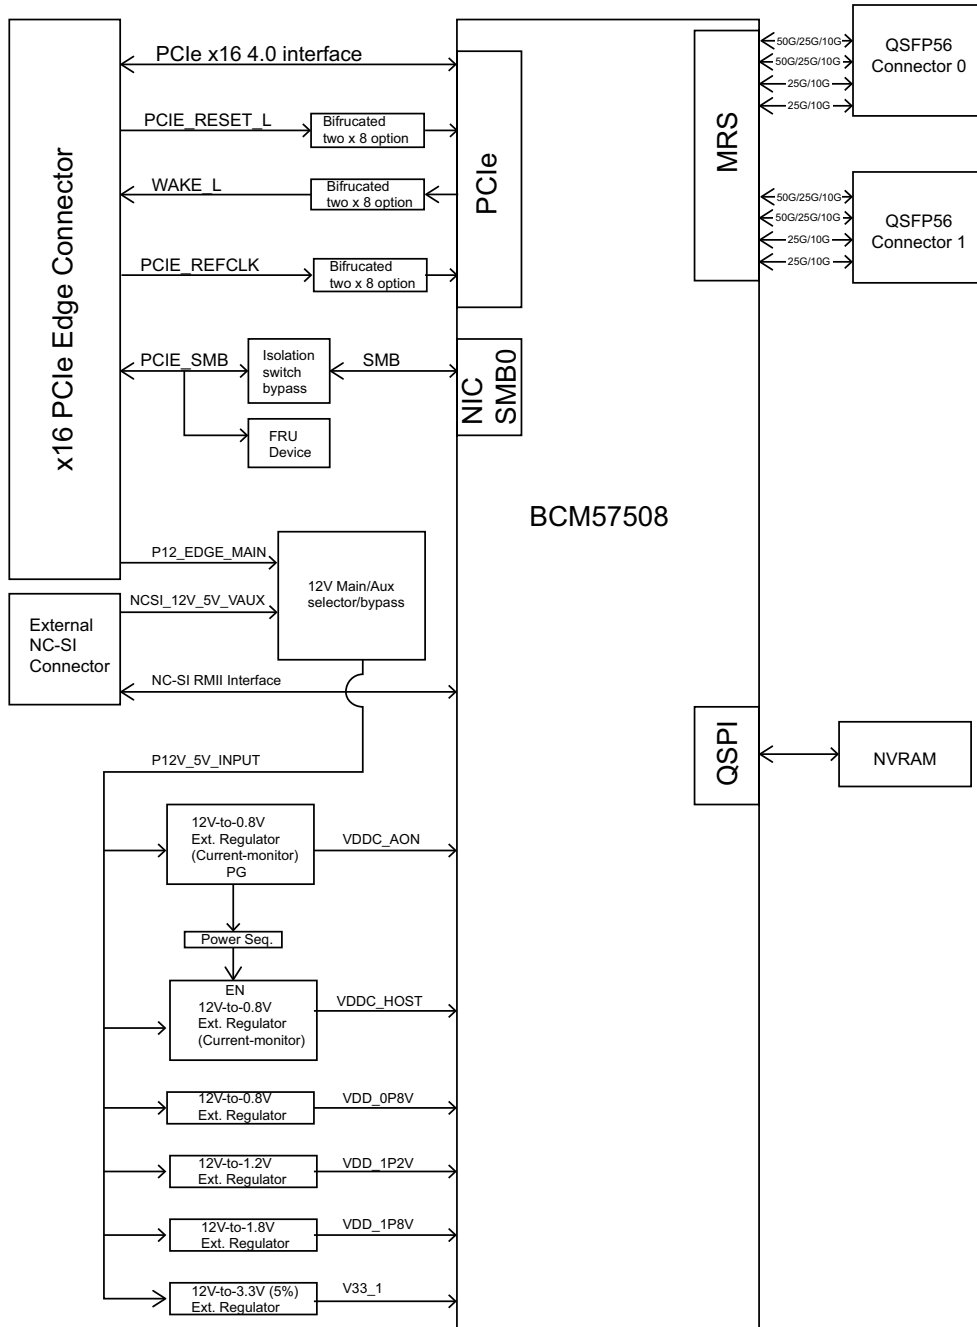 x16 PCIe Edge Connector
PCIe x16 4.0 interface
PCIE_RESET_L
Bifrucated
two x 8 option
WAKE_L
Bifrucated
two x 8 option
PCIE_REFCLK
Bifrucated
two x 8 option
PCIe
PCIE_SMB
Isolation
switch
bypass
SMB
NIC
SMB0
FRU
Device
BCM57508
MRS
50G/25G/10G
50G/25G/10G
25G/10G
25G/10G
QSFP56
Connector 0
50G/25G/10G
50G/25G/10G
25G/10G
25G/10G
QSFP56
Connector 1
P12_EDGE_MAIN
NCSI_12V_5V_VAUX
12V Main/Aux
selector/bypass
External
NC-SI
Connector
NC-SI RMII Interface
QSPI
NVRAM
P12V_5V_INPUT
12V-to-0.8V
Ext. Regulator
(Current-monitor)
PG
VDDC_AON
Power Seq.
EN
12V-to-0.8V
Ext. Regulator
(Current-monitor)
VDDC_HOST
12V-to-0.8V
Ext. Regulator
VDD_0P8V
12V-to-1.2V
Ext. Regulator
VDD_1P2V
12V-to-1.8V
Ext. Regulator
VDD_1P8V
12V-to-3.3V (5%)
Ext. Regulator
V33_1